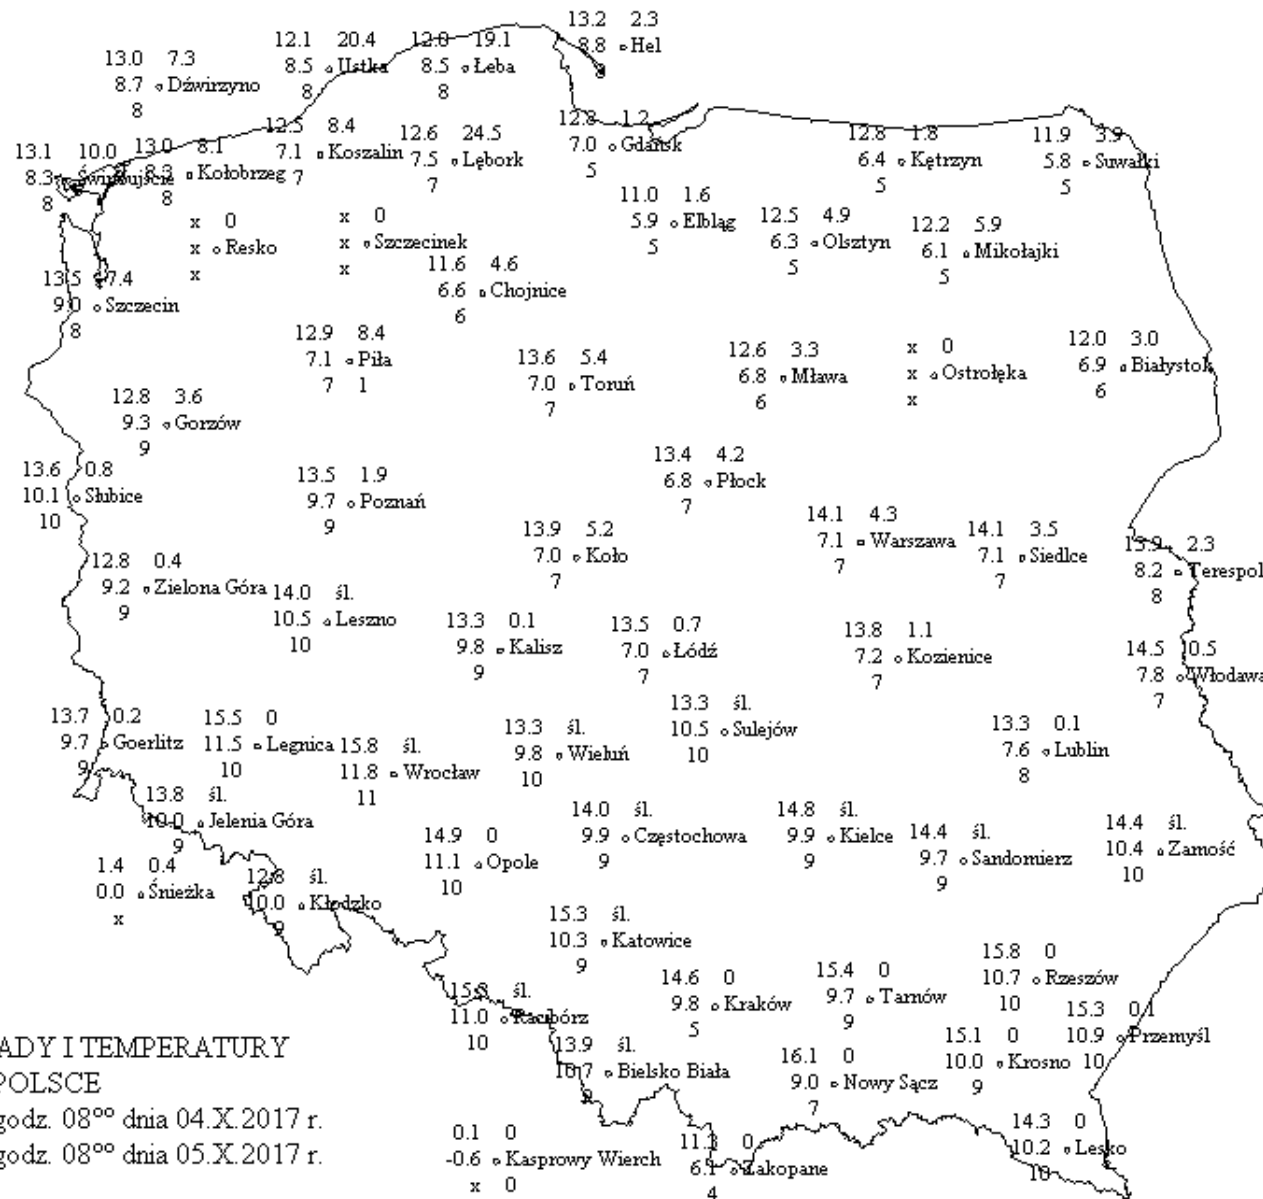 13.2 2.3
8.8 Hel
8
12.1 20.4
8.5 Ustka
8
12.8 19.1
8.5 Łeba
8
13.0 7.3
8.7 Dźwirzyno
8
12.5 8.4
7.1 Koszalin
7
12.6 24.5
7.5 Lębork
7
12.8 1.2
7.0 Gdańsk
5
12.8 1.8
6.4 Kętrzyn
5
11.9 3.9
5.8 Suwałki
5
13.1 10.0
8.3 Świnoujście
8
13.0 8.1
8.3 Kołobrzeg
8
x 0
x Resko
x
x 0
x Szczecinek
x
11.0 1.6
5.9 Elbląg
5
12.5 4.9
6.3 Olsztyn
5
12.2 5.9
6.1 Mikołajki
5
13.5 7.4
9.0 Szczecin
8
11.6 4.6
6.6 Chojnice
6
12.9 8.4
7.1 Piła
7 1
13.6 5.4
7.0 Toruń
7
12.6 3.3
6.8 Mława
6
x 0
x Ostrołęka
x
12.0 3.0
6.9 Białystok
6
12.8 3.6
9.3 Gorzów
9
13.6 0.8
10.1 Słubice
10
13.5 1.9
9.7 Poznań
9
13.4 4.2
6.8 Płock
7
13.9 5.2
7.0 Koło
7
14.1 4.3
7.1 Warszawa
7
14.1 3.5
7.1 Siedlce
7
13.9 2.3
8.2 Terespol
8
12.8 0.4
9.2 Zielona Góra
9
14.0 śl.
10.5 Leszno
10
13.3 0.1
9.8 Kalisz
9
13.5 0.7
7.0 Łódź
7
13.8 1.1
7.2 Kozienice
7
14.5 0.5
7.8 Włodawa
7
13.7 0.2
9.7 Goerlitz
9
15.5 0
11.5 Legnica
10
15.8 śl.
11.8 Wrocław
11
13.3 śl.
9.8 Wieluń
10
13.3 śl.
10.5 Sulejów
10
13.3 0.1
7.6 Lublin
8
13.8 śl.
10.0 Jelenia Góra
9
14.9 0
11.1 Opole
10
14.0 śl.
9.9 Częstochowa
9
14.8 śl.
9.9 Kielce
9
14.4 śl.
9.7 Sandomierz
9
14.4 śl.
10.4 Zamość
10
1.4 0.4
0.0 Śnieżka
x
12.8 śl.
10.0 Kłodzko
9
15.3 śl.
10.3 Katowice
9
14.6 0
9.8 Kraków
5
15.4 0
9.7 Tarnów
9
15.8 0
10.7 Rzeszów
10
śl.
11.0 Racibórz
10
13.9 śl.
10.7 Bielsko Biała
16.1 0
9.0 Nowy Sącz
7
15.1 0
10.0 Krosno
9
15.3 0.1
10.9 Przemyśl
10
14.3 0
10.2 Lesko
10
0.1 0
-0.6 Kasprowy Wierch
x 0
11.3 0
6.1 Zakopane
4
ADY I TEMPERATURY
POLSCE
godz. 08ºº dnia 04.X.2017 r.
godz. 08ºº dnia 05.X.2017 r.